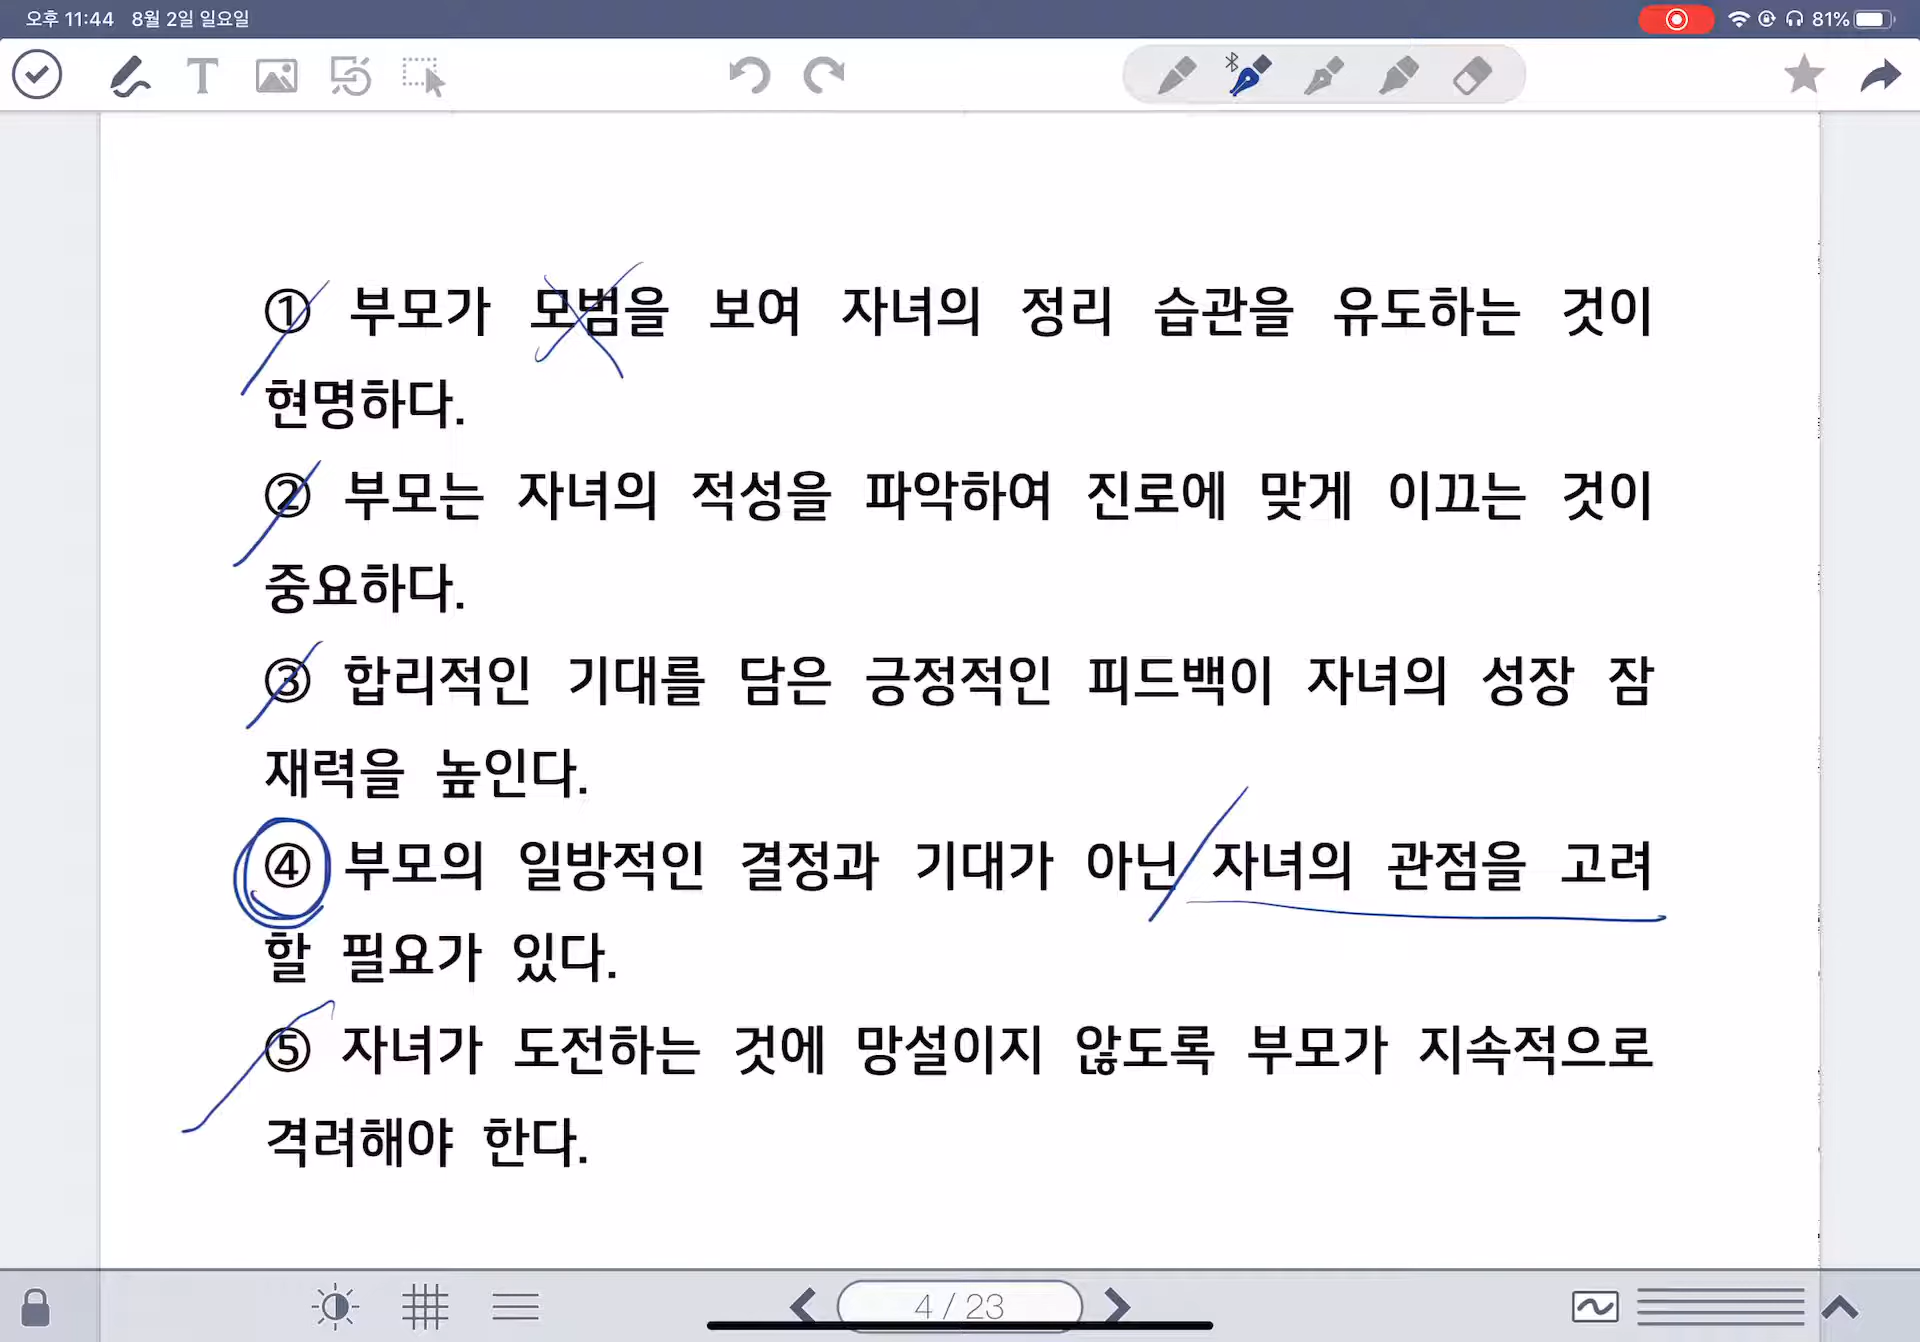 오후 11:44 8월 2일 일요일 81%
T
① 부모가 모범을 보여 자녀의 정리 습관을 유도하는 것이
현명하다.
② 부모는 자녀의 적성을 파악하여 진로에 맞게 이끄는 것이
중요하다.
③ 합리적인 기대를 담은 긍정적인 피드백이 자녀의 성장 잠
재력을 높인다.
④ 부모의 일방적인 결정과 기대가 아닌 자녀의 관점을 고려
할 필요가 있다.
⑤ 자녀가 도전하는 것에 망설이지 않도록 부모가 지속적으로
격려해야 한다.
4 / 23